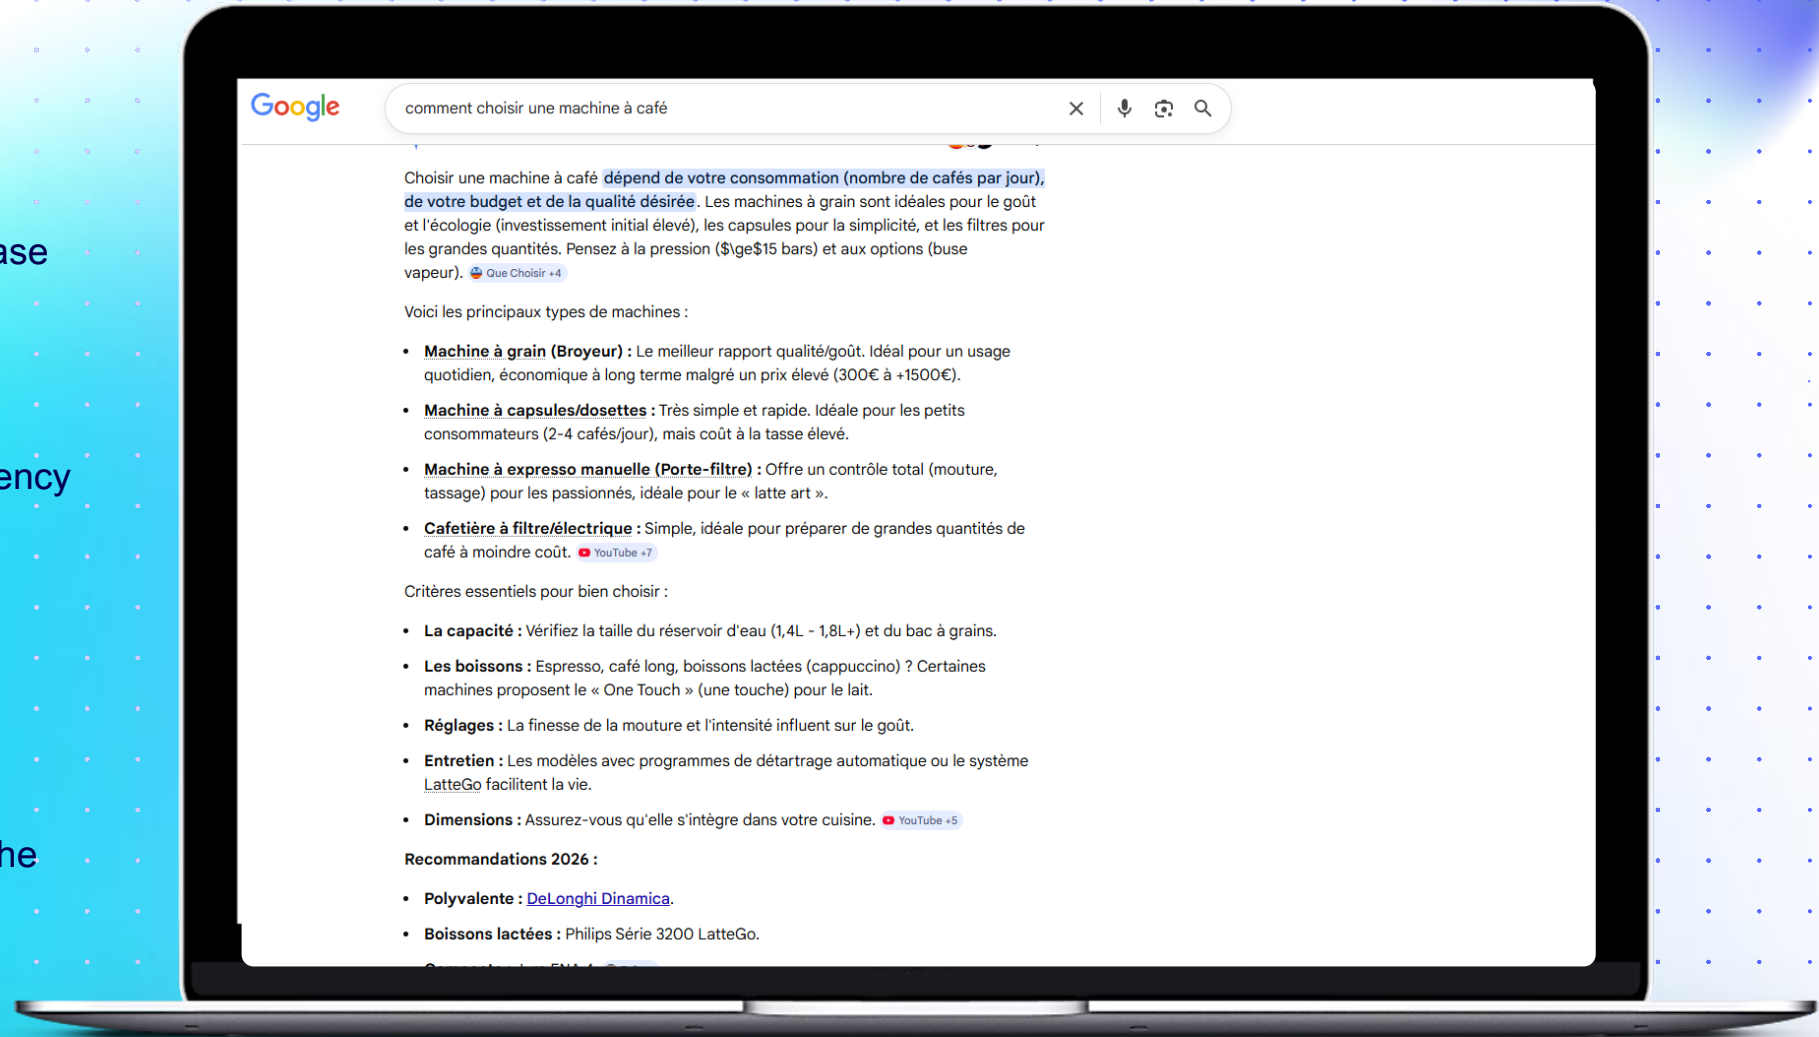 Google
comment choisir une machine à café
Choisir une machine à café dépend de votre consommation (nombre de cafés par jour),
de votre budget et de la qualité désirée. Les machines à grain sont idéales pour le goût
et l'écologie (investissement initial élevé), les capsules pour la simplicité, et les filtres pour
les grandes quantités. Pensez à la pression ($\ge$15 bars) et aux options (buse
vapeur). Que Choisir +4
Voici les principaux types de machines :
• Machine à grain (Broyeur) : Le meilleur rapport qualité/goût. Idéal pour un usage
quotidien, économique à long terme malgré un prix élevé (300€ à +1500€).
• Machine à capsules/dosettes : Très simple et rapide. Idéale pour les petits
consommateurs (2-4 cafés/jour), mais coût à la tasse élevé.
• Machine à expresso manuelle (Porte-filtre) : Offre un contrôle total (mouture,
tassage) pour les passionnés, idéale pour le « latte art ».
• Cafetière à filtre/électrique : Simple, idéale pour préparer de grandes quantités de
café à moindre coût. YouTube +7
Critères essentiels pour bien choisir :
• La capacité : Vérifiez la taille du réservoir d'eau (1,4L - 1,8L+) et du bac à grains.
• Les boissons : Espresso, café long, boissons lactées (cappuccino) ? Certaines
machines proposent le « One Touch » (une touche) pour le lait.
• Réglages : La finesse de la mouture et l'intensité influent sur le goût.
• Entretien : Les modèles avec programmes de détartrage automatique ou le système
LatteGo facilitent la vie.
• Dimensions : Assurez-vous qu'elle s'intègre dans votre cuisine. YouTube +5
Recommandations 2026 :
• Polyvalente : DeLonghi Dinamica.
• Boissons lactées : Philips Série 3200 LatteGo.
ase
ency
he